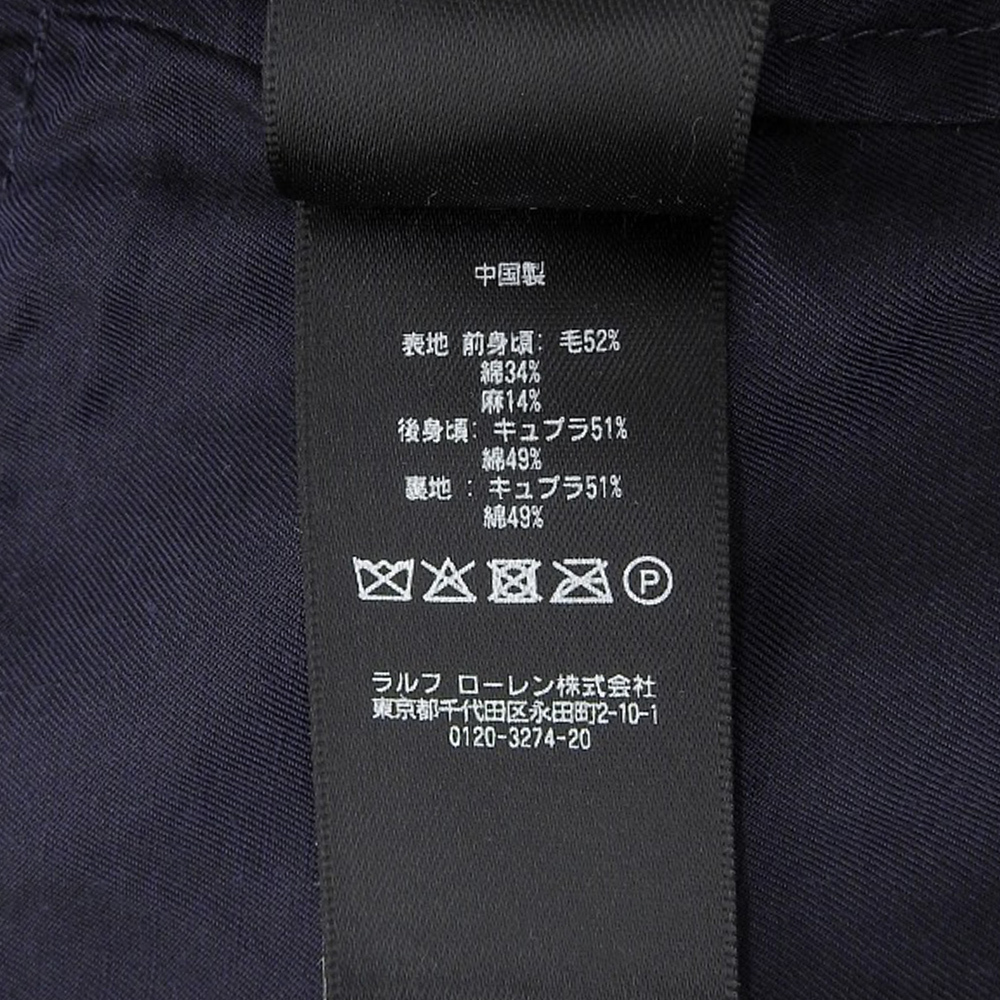 中国製
表地 前身頃: 毛52%
綿34%
麻14%
後身頃: キュプラ51%
綿49%
裏地 : キュプラ51%
綿49%
P
ラルフ ローレン株式会社
東京都千代田区永田町2-10-1
0120-3274-20